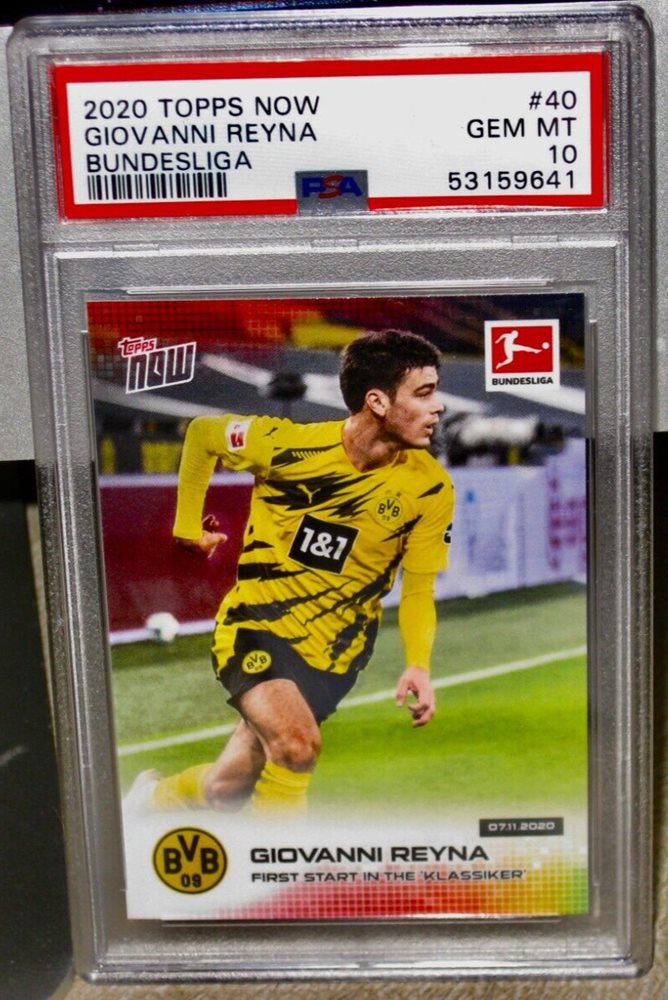 2020 TOPPS NOW #40
GIOVANNI REYNA GEM MT
BUNDESLIGA 10
PSA 53159641
topps
NOW
BUNDESLIGA
BVB
09
1&1
BVB
BVB
09
07.11.2020
GIOVANNI REYNA
FIRST START IN THE 'KLASSIKER'